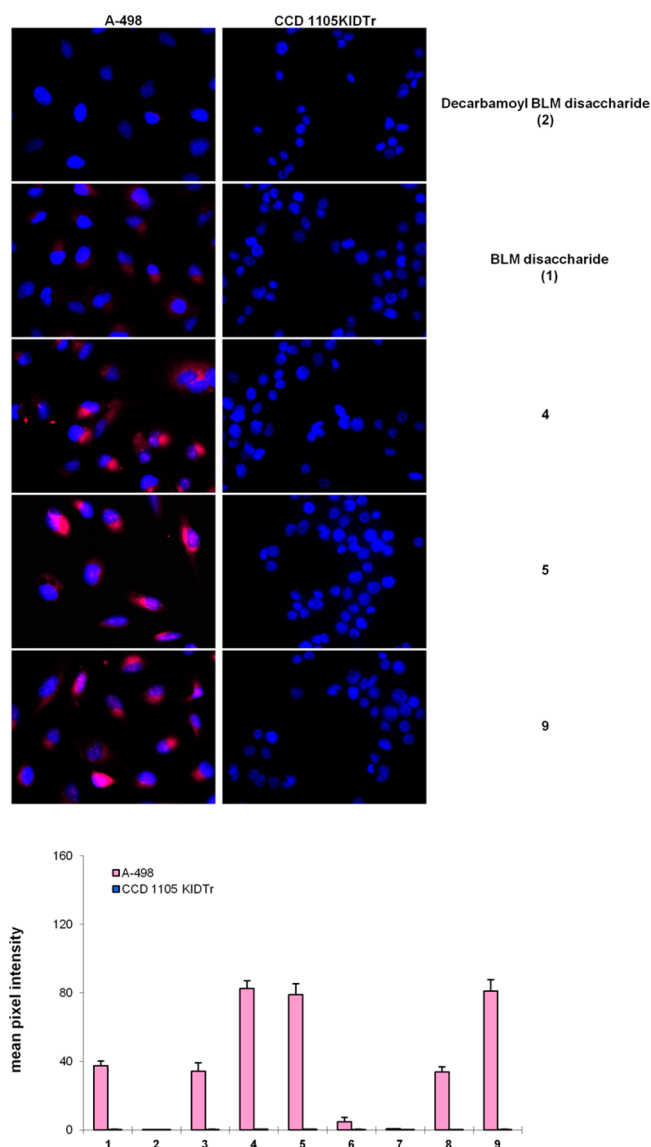 A-498 CCD 1105KIDTr
Decarbamoyl BLM disaccharide
(2)
BLM disaccharide
(1)
4
5
9
160
120
80
40
0
mean pixel intensity
A-498
CCD 1105 KIDTr
1 2 3 4 5 6 7 8 9